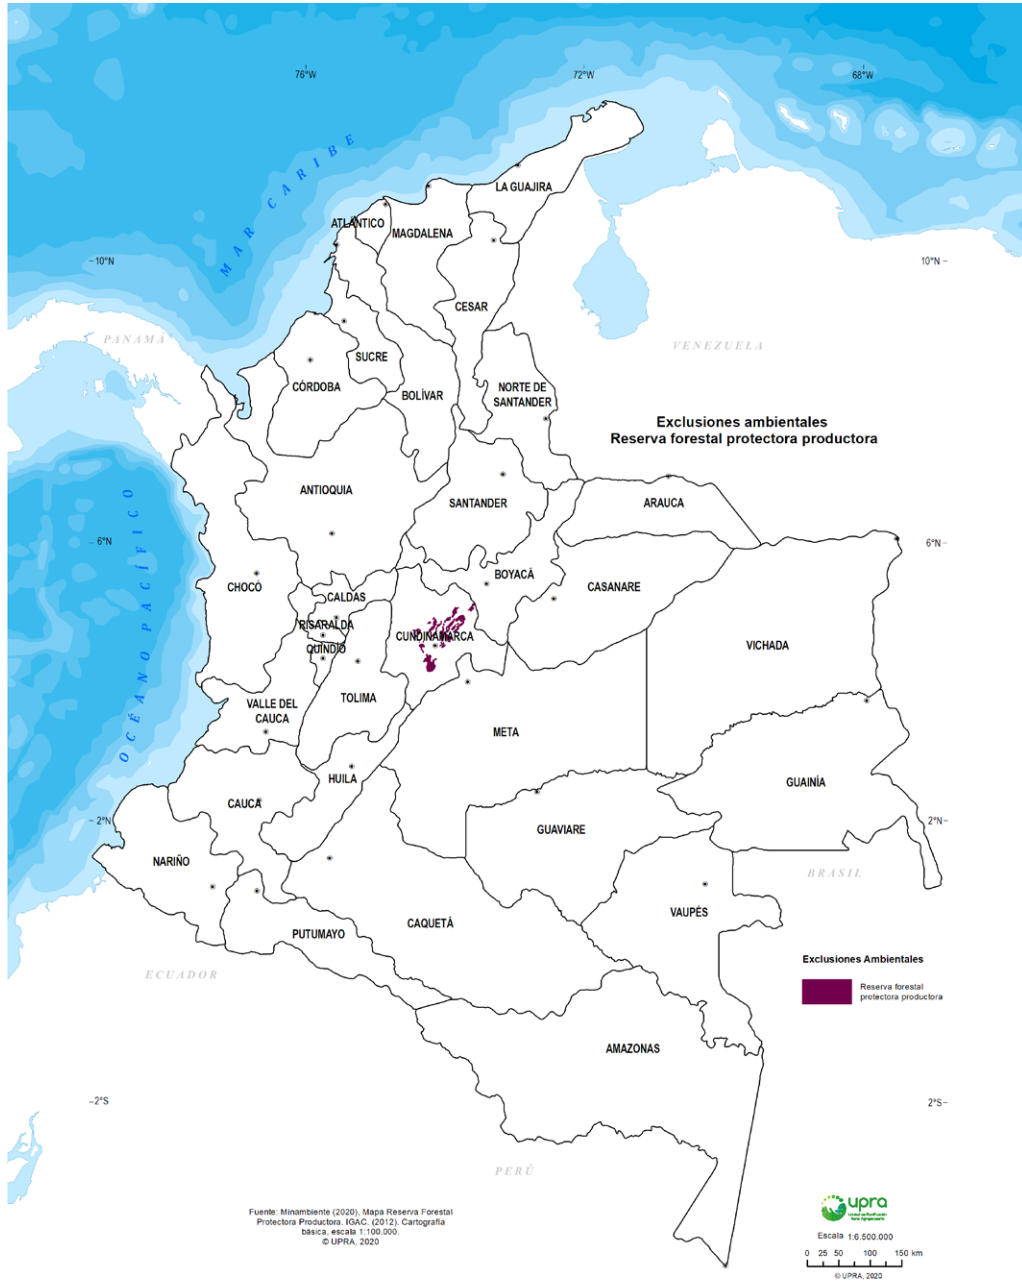 76°W
72°W
68°W
MAR CARIBE
LA GUAJIRA
ATLÁNTICO
MAGDALENA
10°N
10°N
CESAR
PANAMÁ
VENEZUELA
SUCRE
CÓRDOBA
BOLÍVAR
NORTE DE
SANTANDER
Exclusiones ambientales
Reserva forestal protectora productora
ANTIOQUIA
SANTANDER
ARAUCA
OCÉANO PACÍFICO
6°N
6°N
CHOCÓ
BOYACÁ
CASANARE
CALDAS
RISARALDA
CUNDINAMARCA
QUINDÍO
VICHADA
TOLIMA
VALLE DEL
CAUCA
META
HUILA
GUAINÍA
CAUCA
2°N
2°N
GUAVIARE
NARIÑO
BRASIL
VAUPÉS
CAQUETÁ
PUTUMAYO
ECUADOR
Exclusiones Ambientales
Reserva forestal
protectora productora
AMAZONAS
2°S
2°S
PERÚ
Fuente: Minambiente (2020), Mapa Reserva Forestal
Protectora Productora. IGAC. (2012). Cartografía
básica, escala 1:100.000.
© UPRA, 2020
upra
Escala 1:6.500.000
0 25 50 100 150 km
© UPRA, 2020